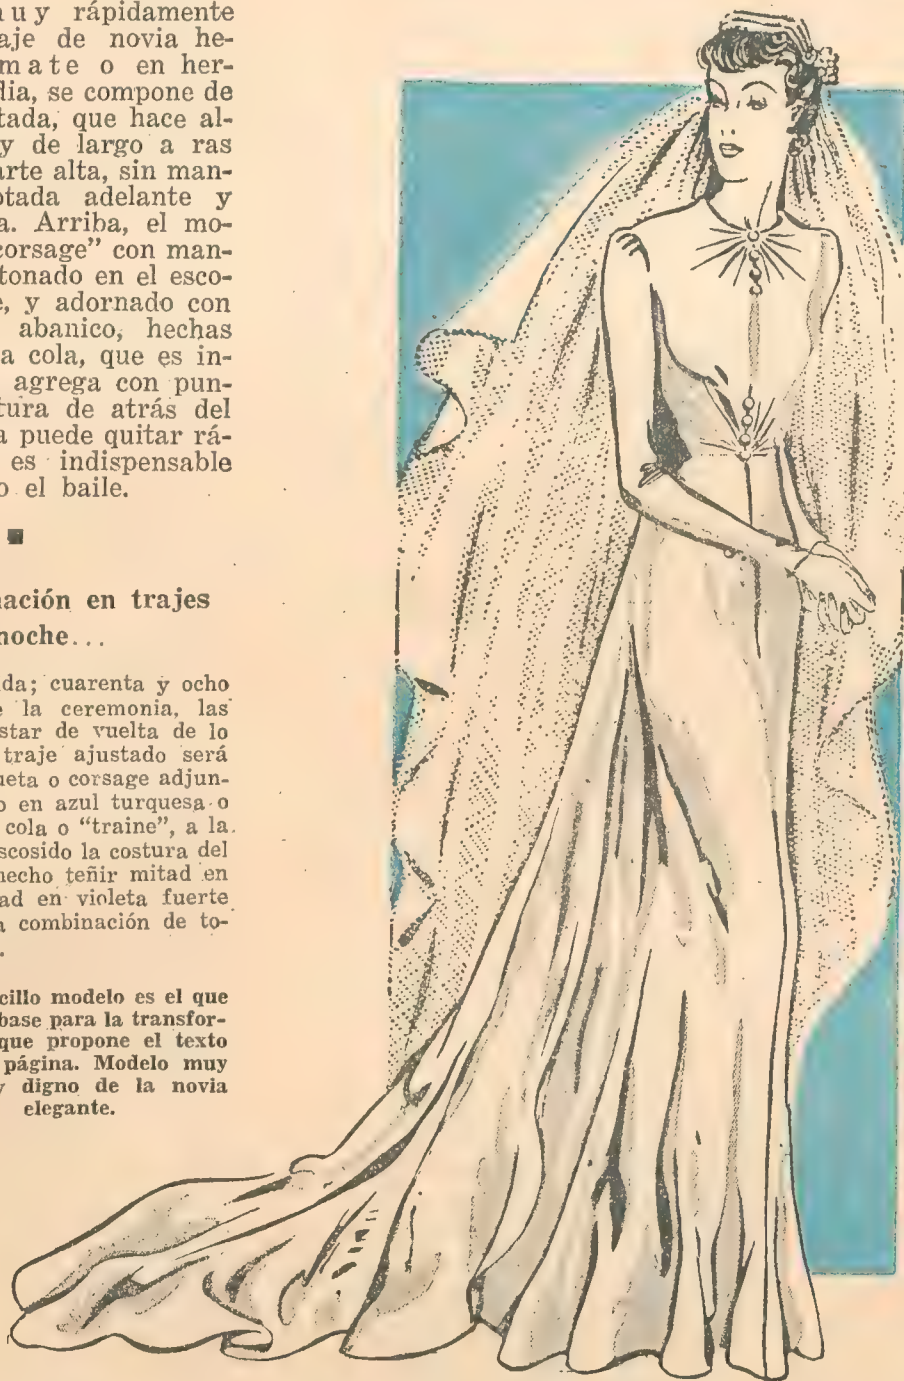 uy rápidamente
aje de novia he-
mate o en her-
dia, se compone de
tada, que hace al-
y de largo a ras
arte alta, sin man-
otada adelante y
a. Arriba, el mo-
corsage” con man-
tonado en el esco-
e, y adornado con
abanico, hechas
a cola, que es in-
agrega con pun-
tura de atrás del
a puede quitar rá-
es indispensable
o el baile.
ación en trajes
noche...
da; cuarenta y ocho
e la ceremonia, las
star de vuelta de lo
traje ajustado será
ueta o corsage adjun-
o en azul turquesa o
cola o “traine”, a la
scosido la costura del
hecho teñir mitad en
ad en violeta fuerte
a combinación de to-
.
cillo modelo es el que
base para la transfor-
que propone el texto
página. Modelo muy
y digno de la novia
elegante.